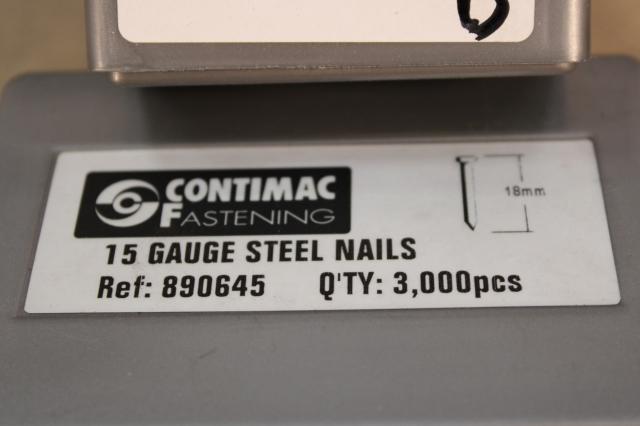 CONTIMAC
FASTENING
18mm
15 GAUGE STEEL NAILS
Ref: 890645 Q'TY: 3,000pcs